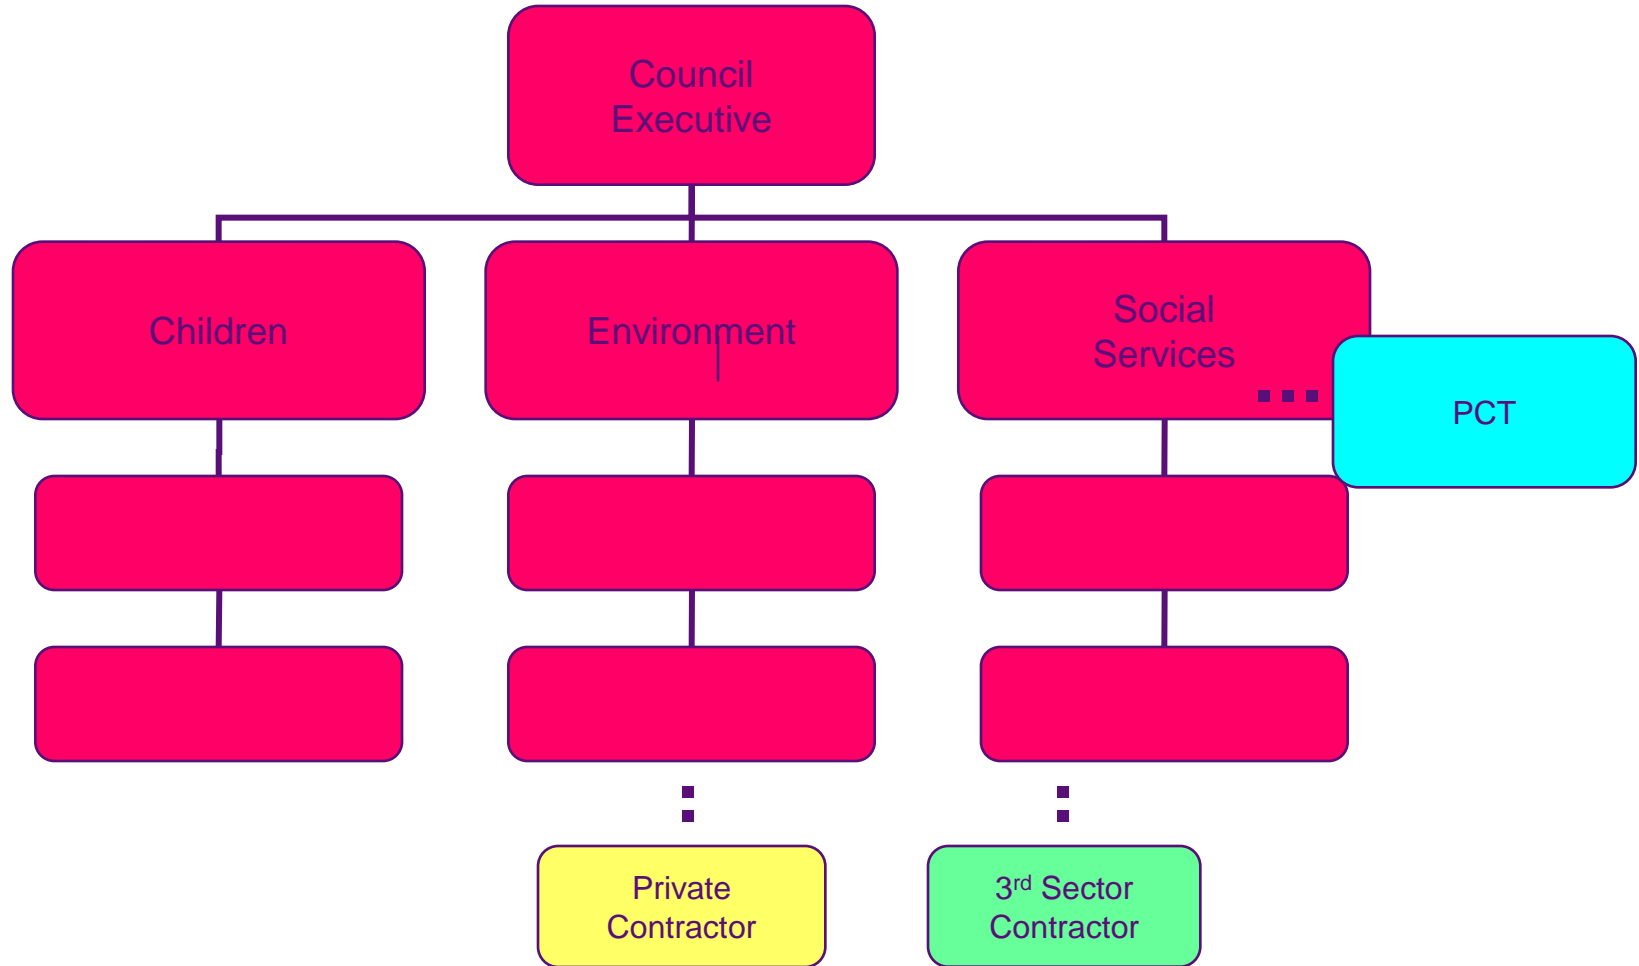 Council
Executive
Children
Environment
Social
Services
PCT
Private
Contractor
3rd Sector
Contractor